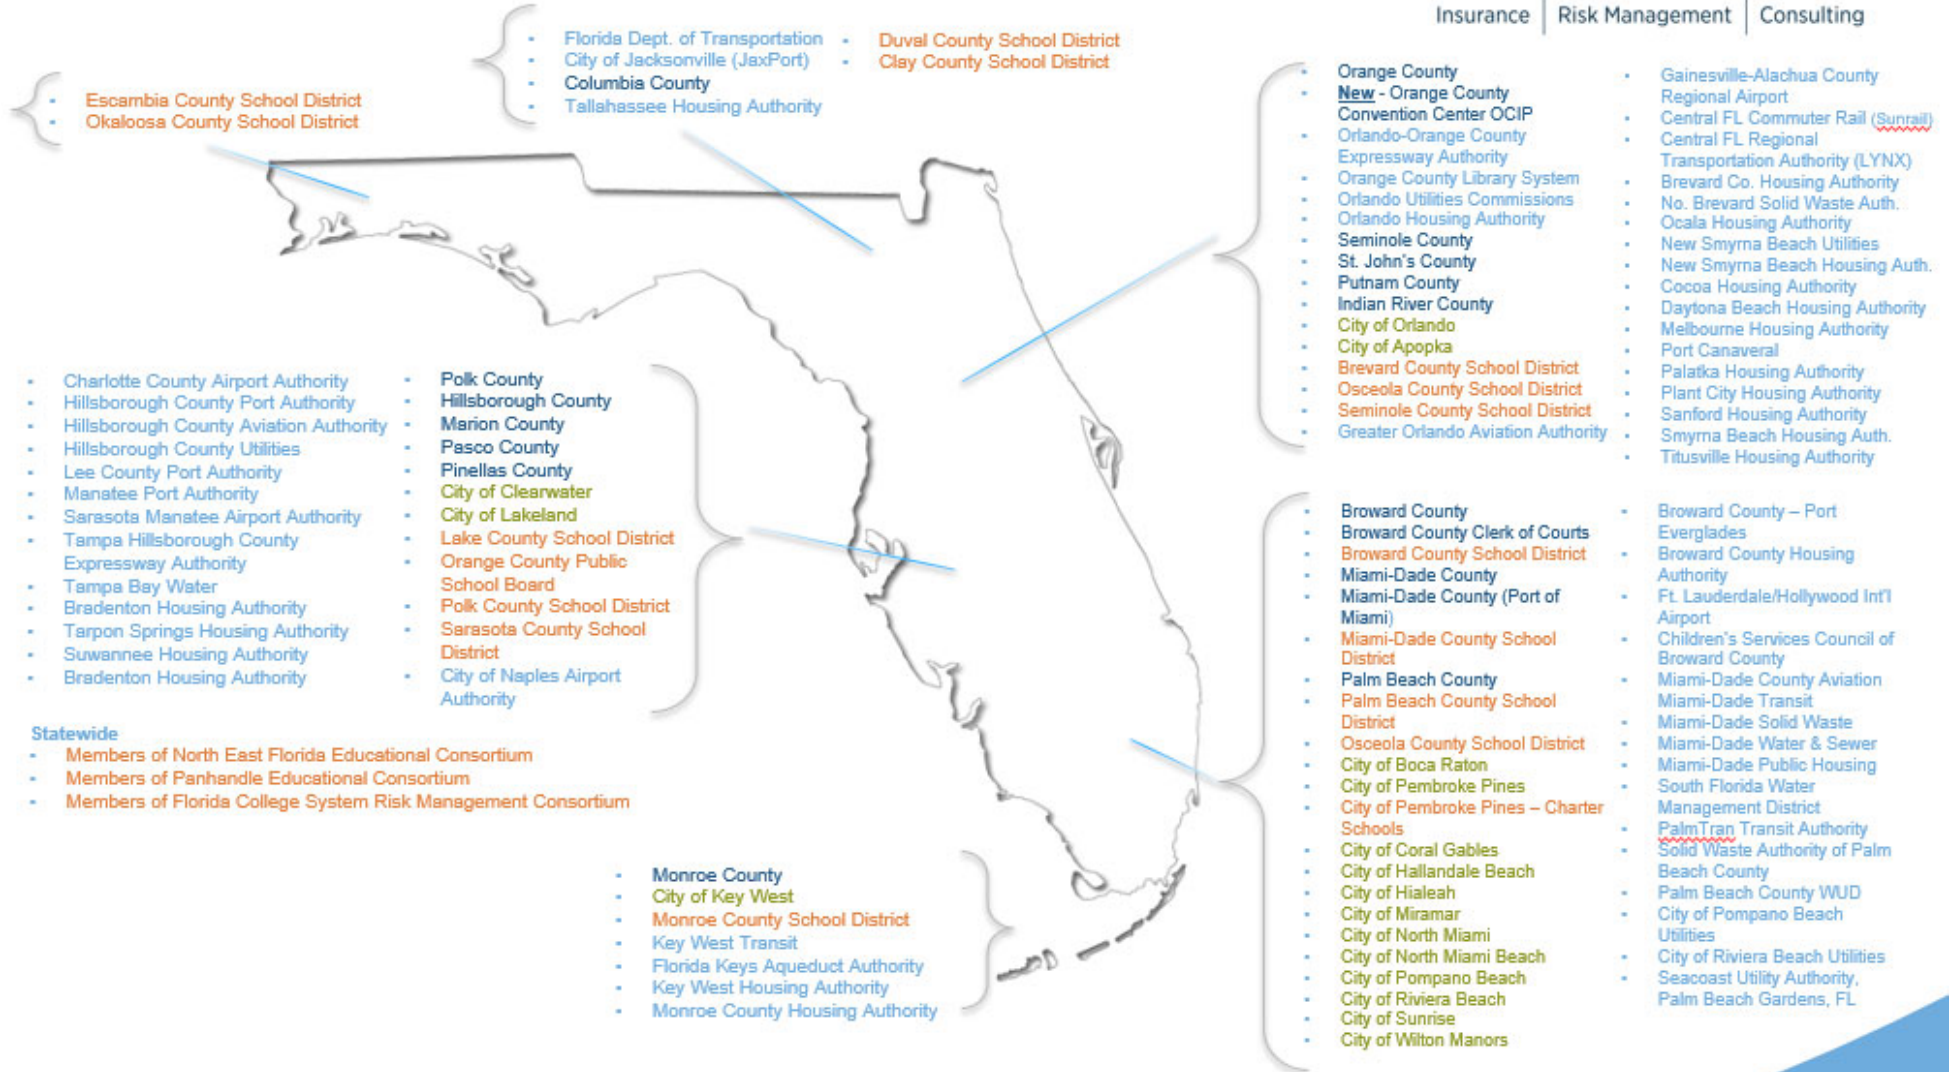 Insurance | Risk Management | Consulting
Escambia County School District
Okaloosa County School District
Florida Dept. of Transportation
City of Jacksonville (JaxPort)
Columbia County
Tallahassee Housing Authority
Duval County School District
Clay County School District
Orange County
New - Orange County
Convention Center OCIP
Orlando-Orange County
Expressway Authority
Orange County Library System
Orlando Utilities Commissions
Orlando Housing Authority
Seminole County
St. John's County
Putnam County
Indian River County
City of Orlando
City of Apopka
Brevard County School District
Osceola County School District
Seminole County School District
Greater Orlando Aviation Authority
Gainesville-Alachua County
Regional Airport
Central FL Commuter Rail (Sunrail)
Central FL Regional
Transportation Authority (LYNX)
Brevard Co. Housing Authority
No. Brevard Solid Waste Auth.
Ocala Housing Authority
New Smyrna Beach Utilities
New Smyrna Beach Housing Auth.
Cocoa Housing Authority
Daytona Beach Housing Authority
Melbourne Housing Authority
Port Canaveral
Palatka Housing Authority
Plant City Housing Authority
Sanford Housing Authority
Smyrna Beach Housing Auth.
Titusville Housing Authority
Charlotte County Airport Authority
Hillsborough County Port Authority
Hillsborough County Aviation Authority
Hillsborough County Utilities
Lee County Port Authority
Manatee Port Authority
Sarasota Manatee Airport Authority
Tampa Hillsborough County
Expressway Authority
Tampa Bay Water
Bradenton Housing Authority
Tarpon Springs Housing Authority
Suwannee Housing Authority
Bradenton Housing Authority
Polk County
Hillsborough County
Marion County
Pasco County
Pinellas County
City of Clearwater
City of Lakeland
Lake County School District
Orange County Public
School Board
Polk County School District
Sarasota County School
District
City of Naples Airport
Authority
Statewide
Members of North East Florida Educational Consortium
Members of Panhandle Educational Consortium
Members of Florida College System Risk Management Consortium
Monroe County
City of Key West
Monroe County School District
Key West Transit
Florida Keys Aqueduct Authority
Key West Housing Authority
Monroe County Housing Authority
Broward County
Broward County Clerk of Courts
Broward County School District
Miami-Dade County
Miami-Dade County (Port of
Miami)
Miami-Dade County School
District
Palm Beach County
Palm Beach County School
District
Osceola County School District
City of Boca Raton
City of Pembroke Pines
City of Pembroke Pines – Charter
Schools
City of Coral Gables
City of Hallandale Beach
City of Hialeah
City of Miramar
City of North Miami
City of North Miami Beach
City of Pompano Beach
City of Riviera Beach
City of Sunrise
City of Wilton Manors
Broward County – Port
Everglades
Broward County Housing
Authority
Ft. Lauderdale/Hollywood Int'l
Airport
Children's Services Council of
Broward County
Miami-Dade County Aviation
Miami-Dade Transit
Miami-Dade Solid Waste
Miami-Dade Water & Sewer
Miami-Dade Public Housing
South Florida Water
Management District
PalmTran Transit Authority
Solid Waste Authority of Palm
Beach County
Palm Beach County WUD
City of Pompano Beach
Utilities
City of Riviera Beach Utilities
Seacoast Utility Authority,
Palm Beach Gardens, FL